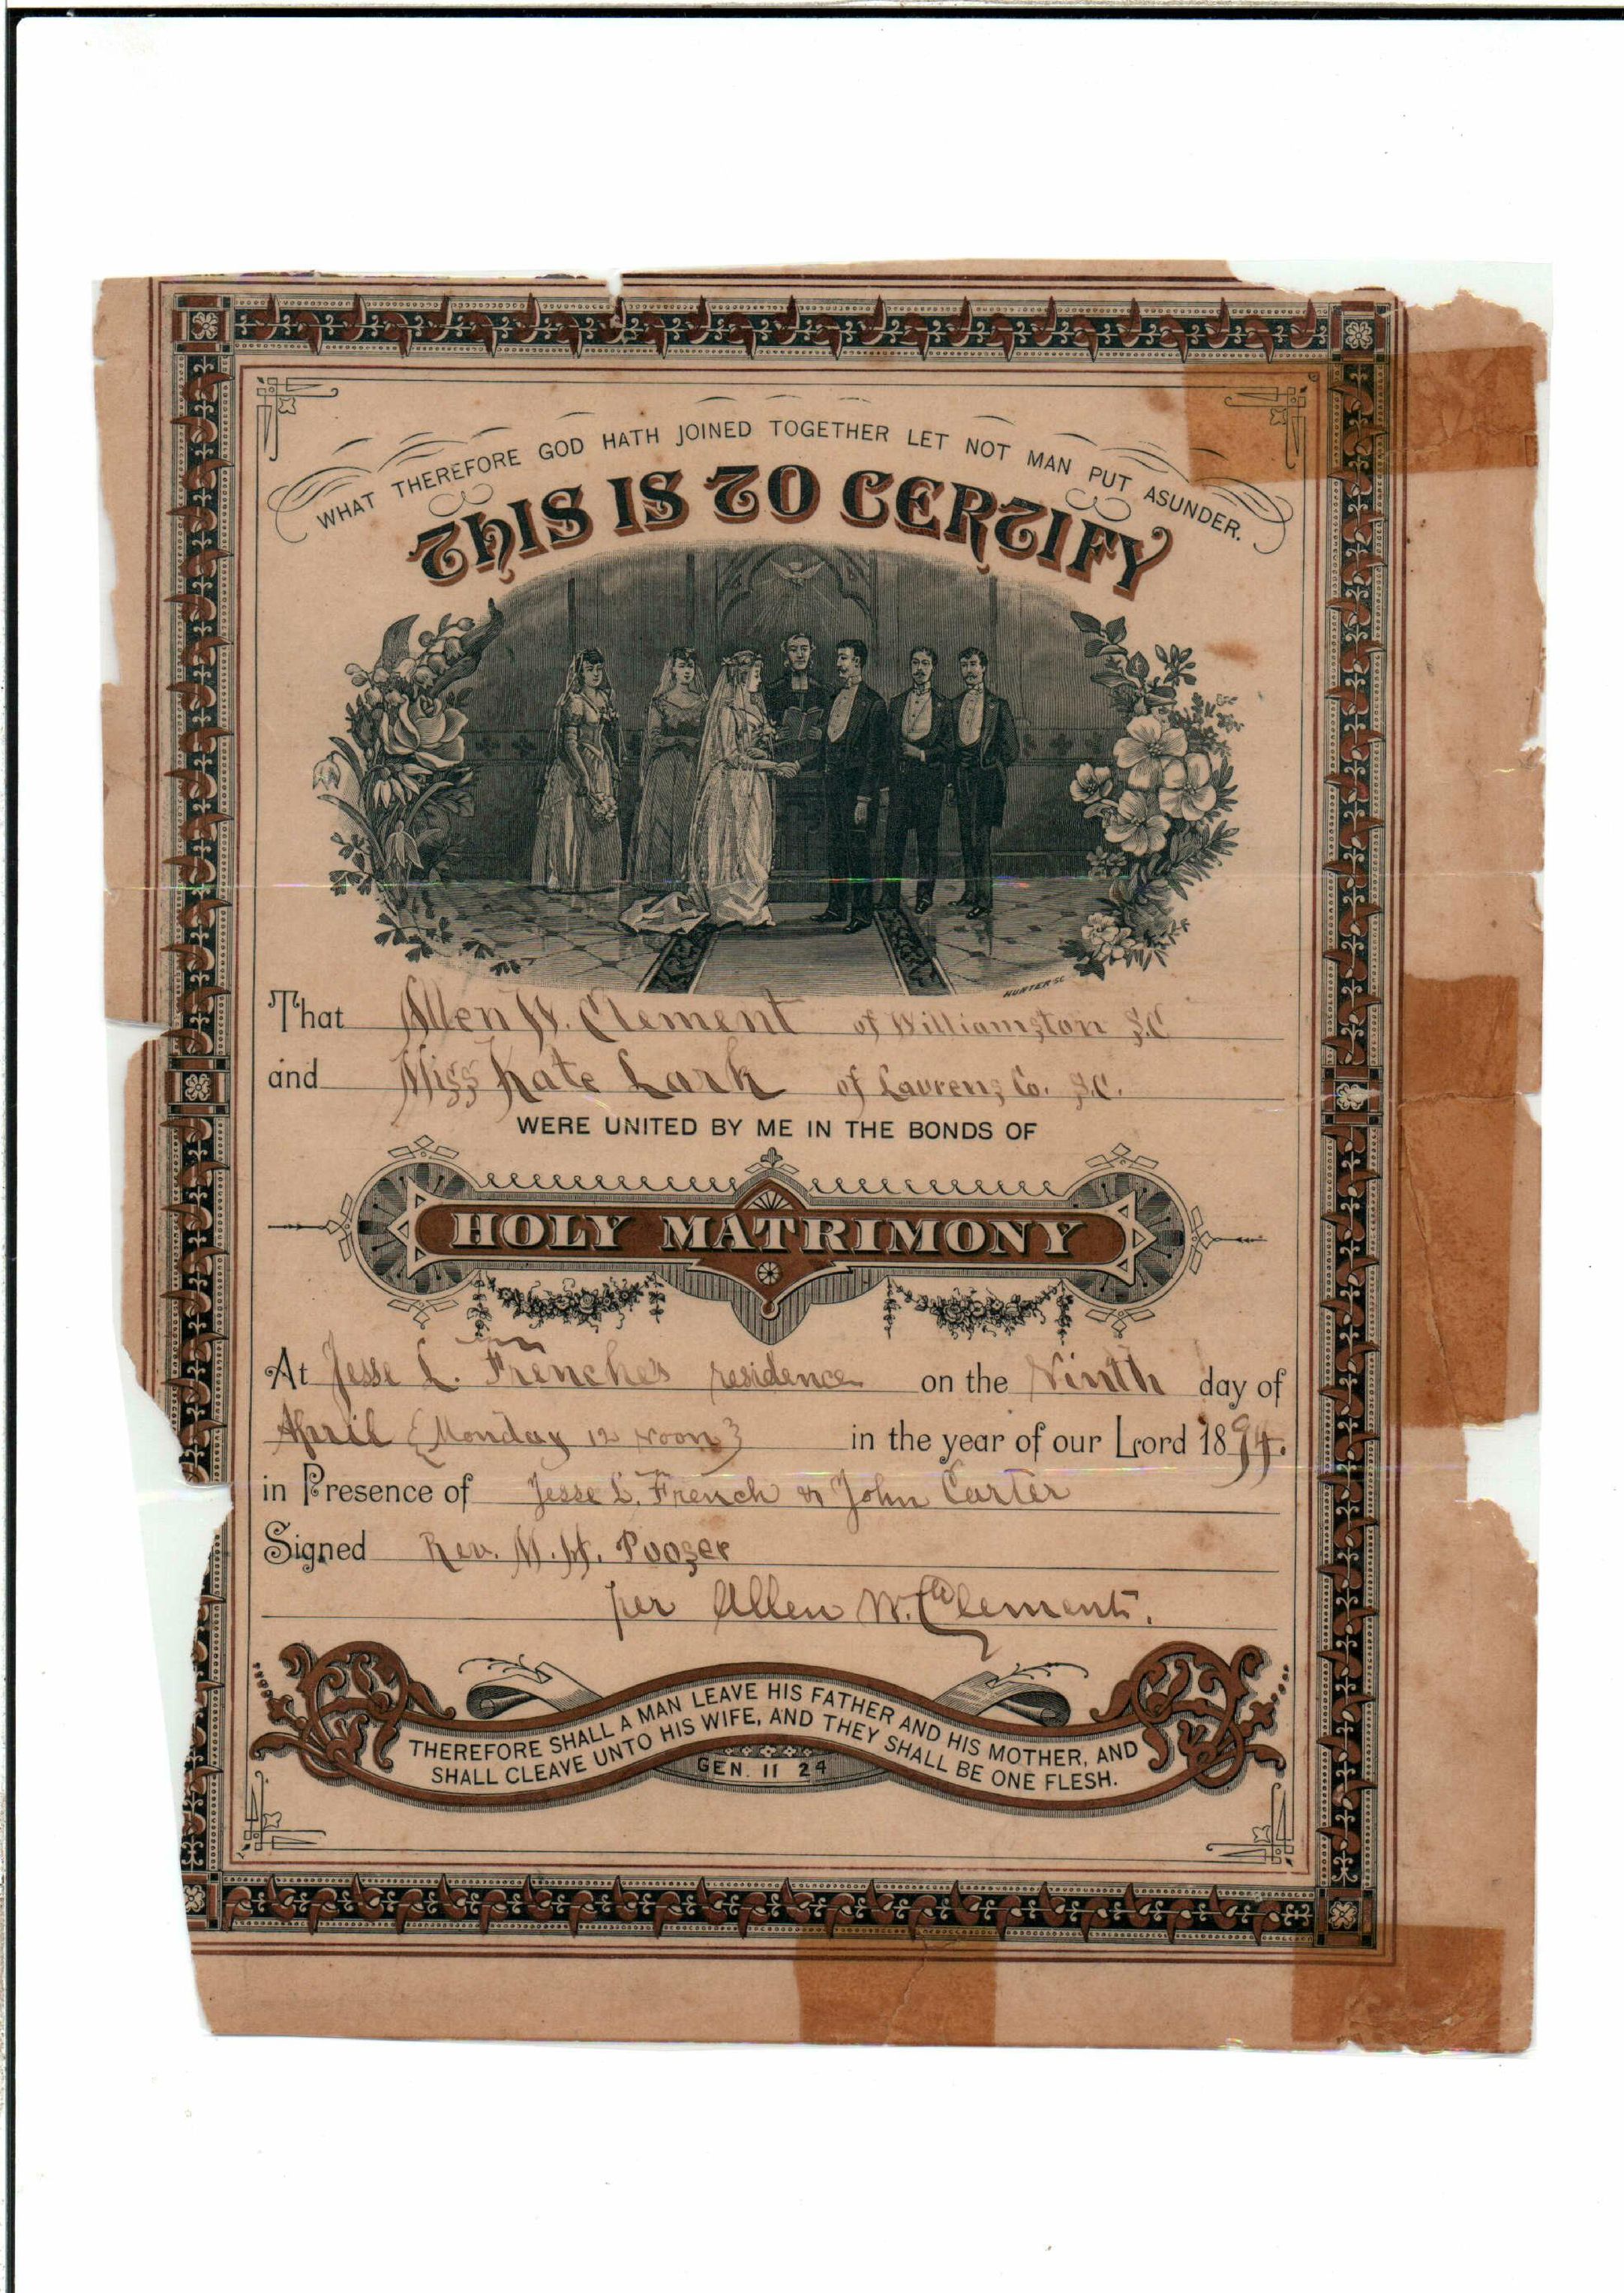 WHAT THEREFORE GOD HATH JOINED TOGETHER LET NOT MAN PUT ASUNDER.
THIS IS TO CERTIFY
HUNTER SC
That Allen W. Clement of Williamston S.C
and Miss Kate Lark of Laurens Co. S.C.
WERE UNITED BY ME IN THE BONDS OF
HOLY MATRIMONY
At Jesse L. Frenche's residence on the Ninth day of
April {Monday 12 Noon} in the year of our Lord 1894.
in Presence of Jesse L. French & John Carter
Signed Rev. M. H. Poozer
per Allen W. Clement.
THEREFORE SHALL A MAN LEAVE HIS FATHER AND HIS MOTHER, AND
SHALL CLEAVE UNTO HIS WIFE, AND THEY SHALL BE ONE FLESH.
GEN. II 24